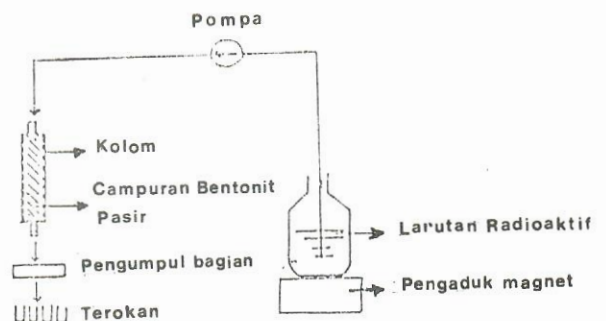 Pompa
Kolom
Campuran Bentonit
Pasir
Larutan Radioaktif
Pengumpul bagian
Pengaduk magnet
Terokan